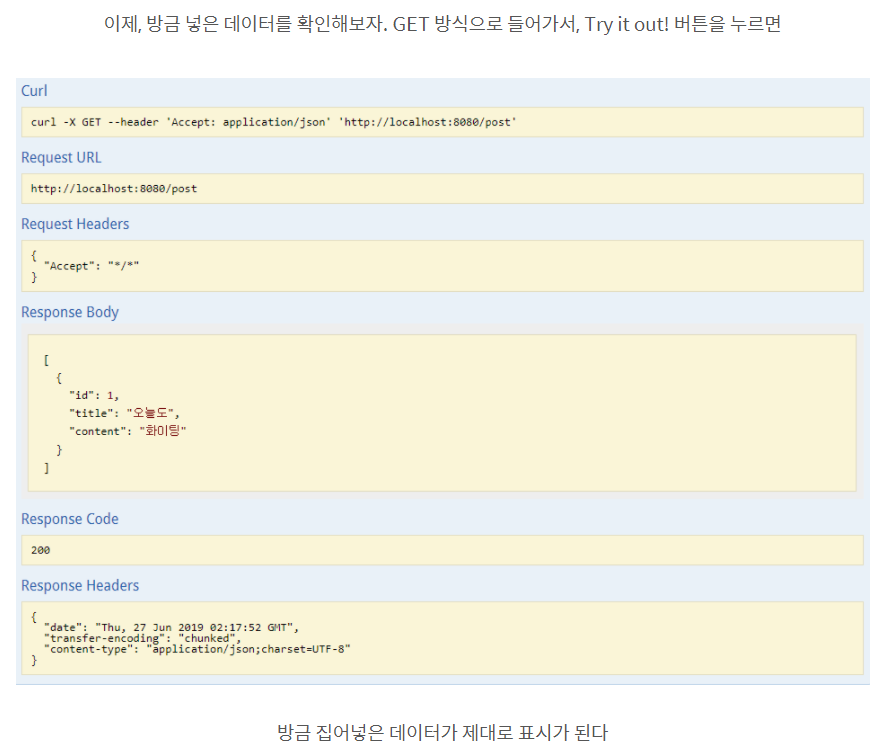 이제, 방금 넣은 데이터를 확인해보자. GET 방식으로 들어가서, Try it out! 버튼을 누르면
Curl
curl -X GET --header 'Accept: application/json' 'http://localhost:8080/post'
Request URL
http://localhost:8080/post
Request Headers
{
  "Accept": "*/*"
}
Response Body
[
  {
    "id": 1,
    "title": "오늘도",
    "content": "화이팅"
  }
]
Response Code
200
Response Headers
{
  "date": "Thu, 27 Jun 2019 02:17:52 GMT",
  "transfer-encoding": "chunked",
  "content-type": "application/json;charset=UTF-8"
}
방금 집어넣은 데이터가 제대로 표시가 된다